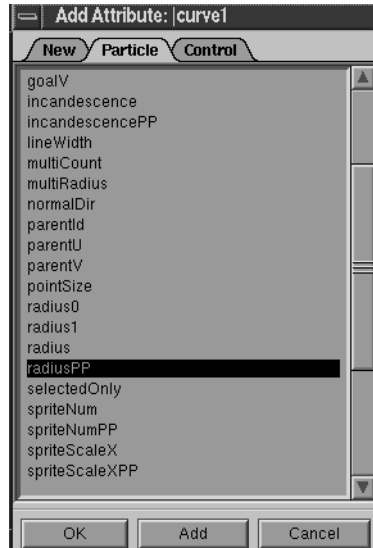 Add Attribute: |curve1
New Particle Control
goalV
incandescence
incandescencePP
lineWidth
multiCount
multiRadius
normalDir
parentId
parentU
parentV
pointSize
radius0
radius1
radius
radiusPP
selectedOnly
spriteNum
spriteNumPP
spriteScaleX
spriteScaleXPP
OK Add Cancel